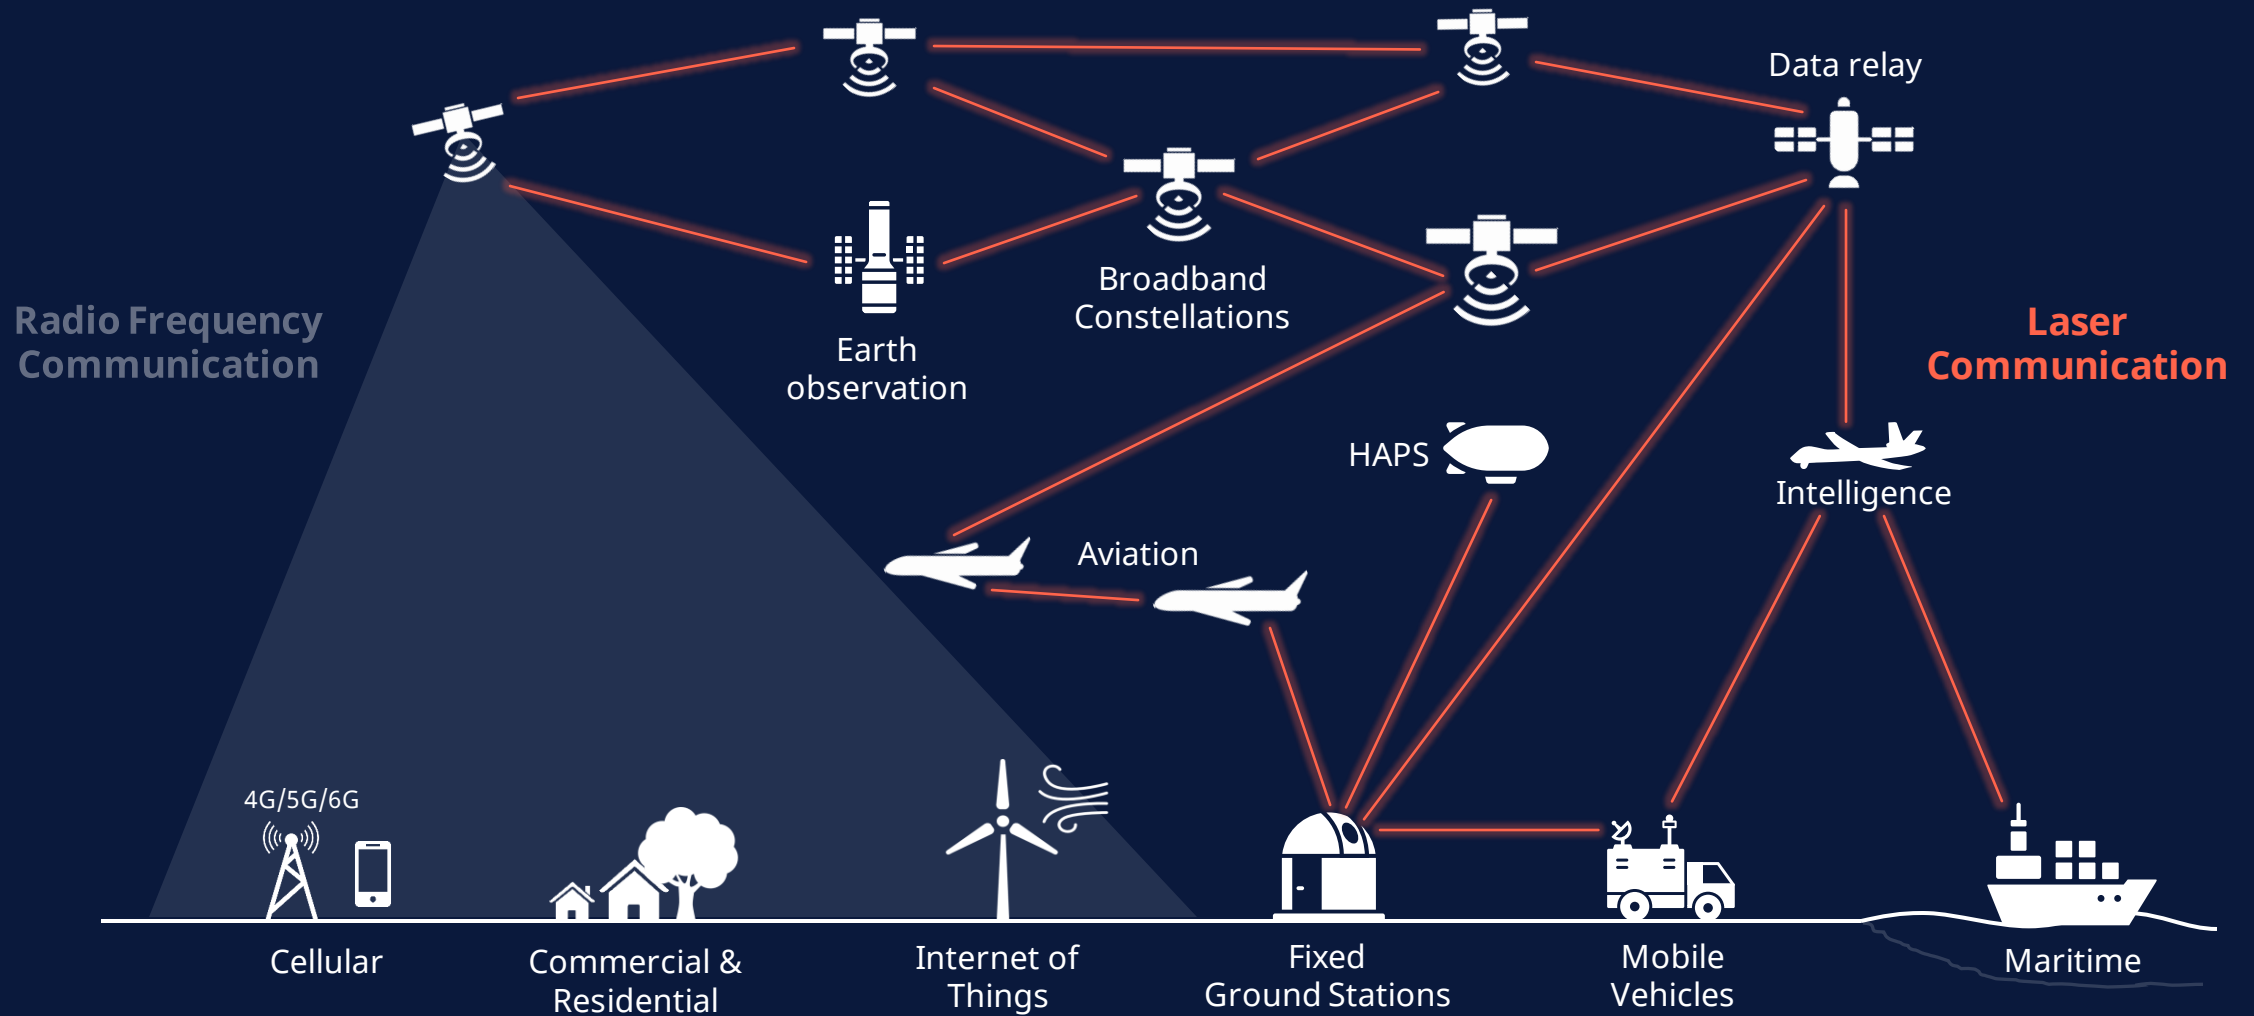 Data relay
Broadband
Constellations
Radio Frequency
Communication
Laser
Communication
Earth
observation
HAPS
Intelligence
Aviation
4G/5G/6G
Cellular
Commercial &
Residential
Internet of
Things
Fixed
Ground Stations
Mobile
Vehicles
Maritime